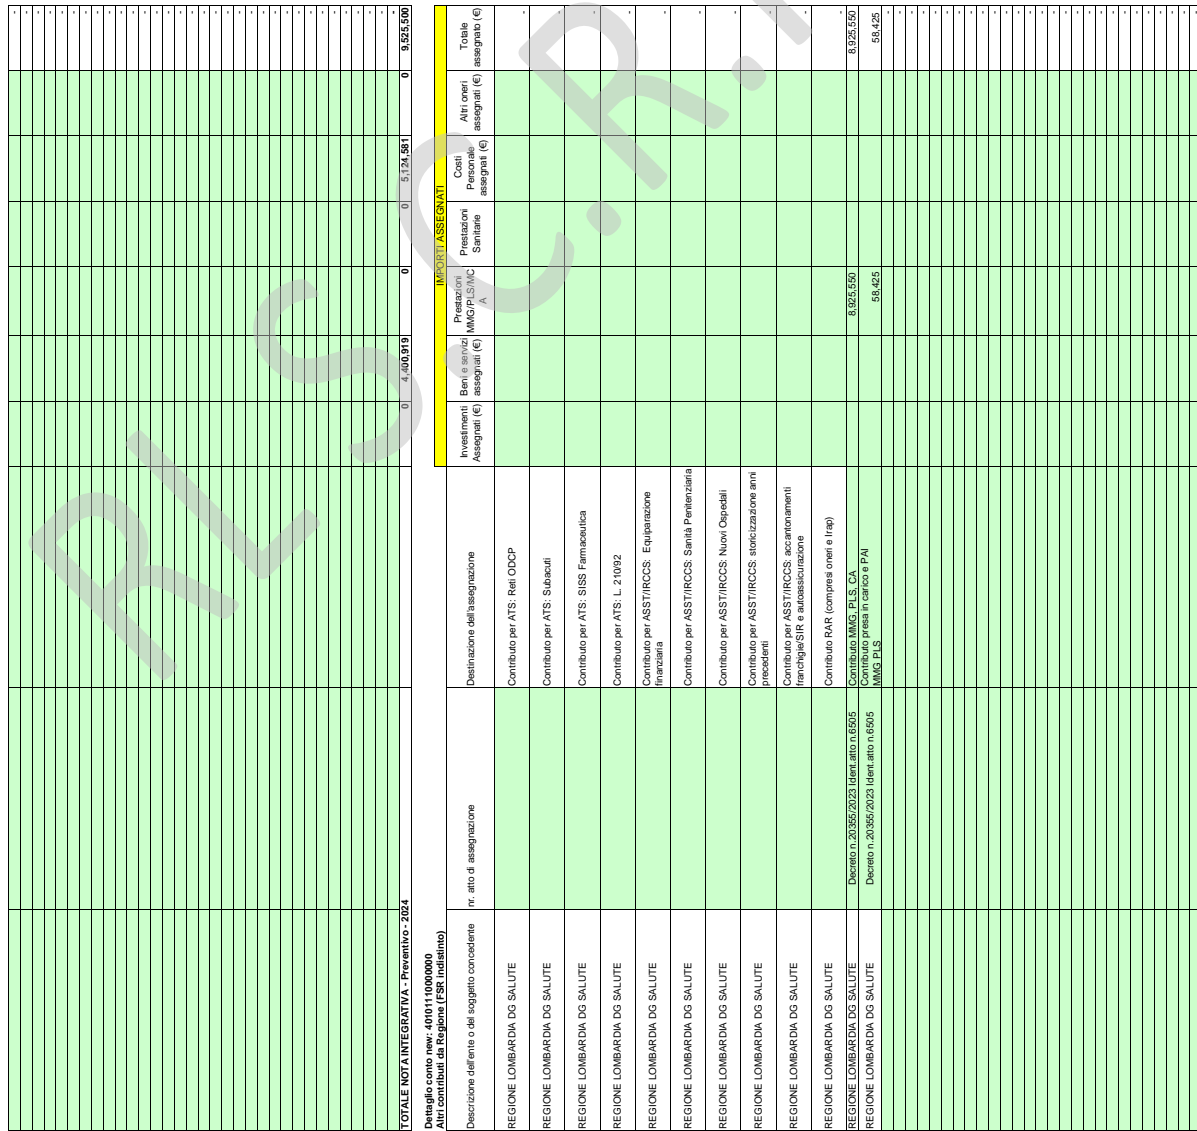 TOTALE NOTA INTEGRATIVA - Preventivo - 2024 0 4,400,919 0 0 5,124,581 0 9,525,500
Dettaglio conto new: 40101110000000
Altri contributi da Regione (FSR indistinto)
IMPORTI ASSEGNATI
Descrizione dell'ente o del soggetto concedente
nr. atto di assegnazione
Destinazione dell'assegnazione
Investimenti Assegnati (€)
Beni e servizi assegnati (€)
Prestazioni MMG/PLS/MCA
Prestazioni Sanitarie
Costi Personale assegnati (€)
Altri oneri assegnati (€)
Totale assegnato (€)
REGIONE LOMBARDIA DG SALUTE Contributo per ATS: Reti ODCP -
REGIONE LOMBARDIA DG SALUTE Contributo per ATS: Subacuti -
REGIONE LOMBARDIA DG SALUTE Contributo per ATS: SISS Farmaceutica -
REGIONE LOMBARDIA DG SALUTE Contributo per ATS: L. 210/92 -
REGIONE LOMBARDIA DG SALUTE Contributo per ASST/IRCCS: Equiparazione finanziaria -
REGIONE LOMBARDIA DG SALUTE Contributo per ASST/IRCCS: Sanità Penitenziaria -
REGIONE LOMBARDIA DG SALUTE Contributo per ASST/IRCCS: Nuovi Ospedali -
REGIONE LOMBARDIA DG SALUTE Contributo per ASST/IRCCS: storicizzazione anni precedenti -
REGIONE LOMBARDIA DG SALUTE Contributo per ASST/IRCCS: accantonamenti franchigie/SIR e autoassicurazione -
REGIONE LOMBARDIA DG SALUTE Contributo RAR (compresi oneri e Irap) -
REGIONE LOMBARDIA DG SALUTE Decreto n.20355/2023 Ident.atto n.6505 Contributo MMG, PLS, CA 8,925,550 8,925,550
REGIONE LOMBARDIA DG SALUTE Decreto n.20355/2023 Ident.atto n.6505 Contributo presa in carico e PAI MMG PLS 58,425 58,425